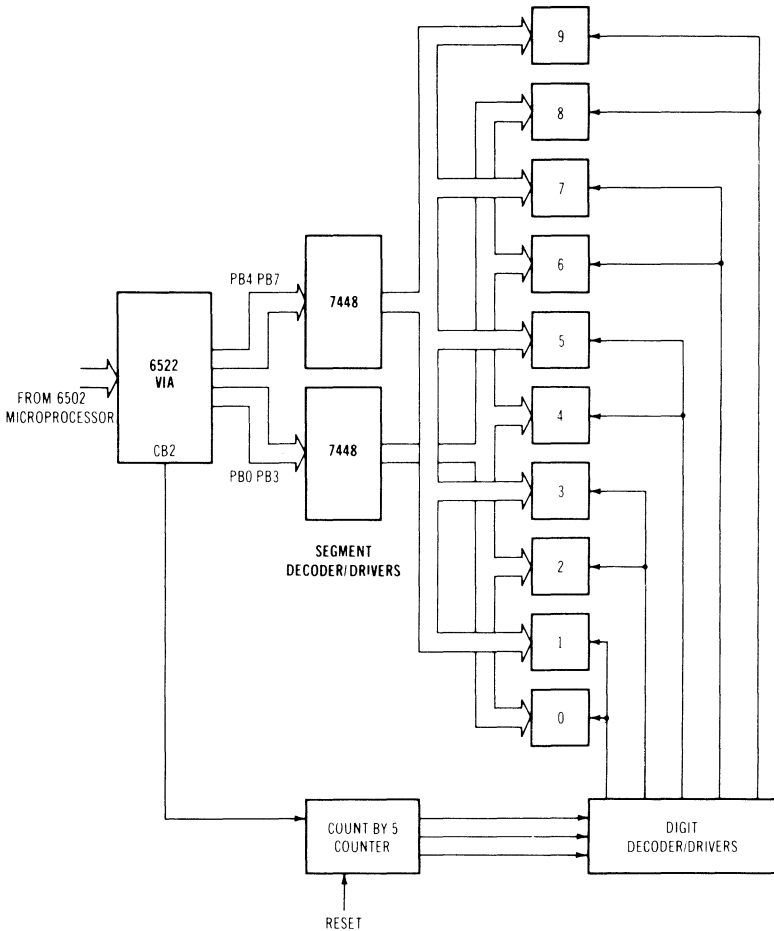 9
8
7
6
5
4
3
2
1
0
PB4 PB7
7448
6522
VIA
CB2
FROM 6502
MICROPROCESSOR
7448
PB0 PB3
SEGMENT
DECODER/DRIVERS
COUNT BY 5
COUNTER
RESET
DIGIT
DECODER/DRIVERS